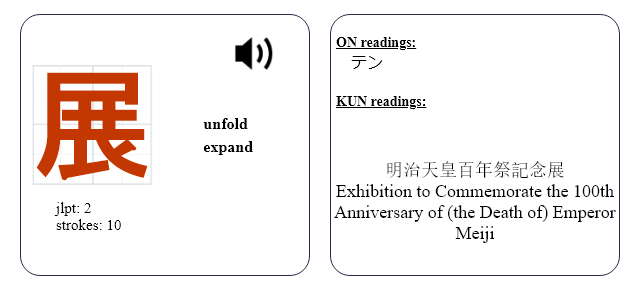 展
unfold
expand
jlpt: 2
strokes: 10
ON readings:
テン
KUN readings:
明治天皇百年祭記念展
Exhibition to Commemorate the 100th
Anniversary of (the Death of) Emperor
Meiji